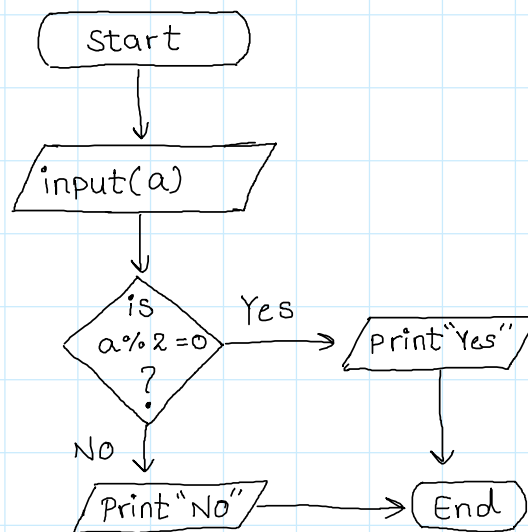 Start
input(a)
is
a%2=0
?
Yes
Print"Yes"
NO
Print"NO"
End